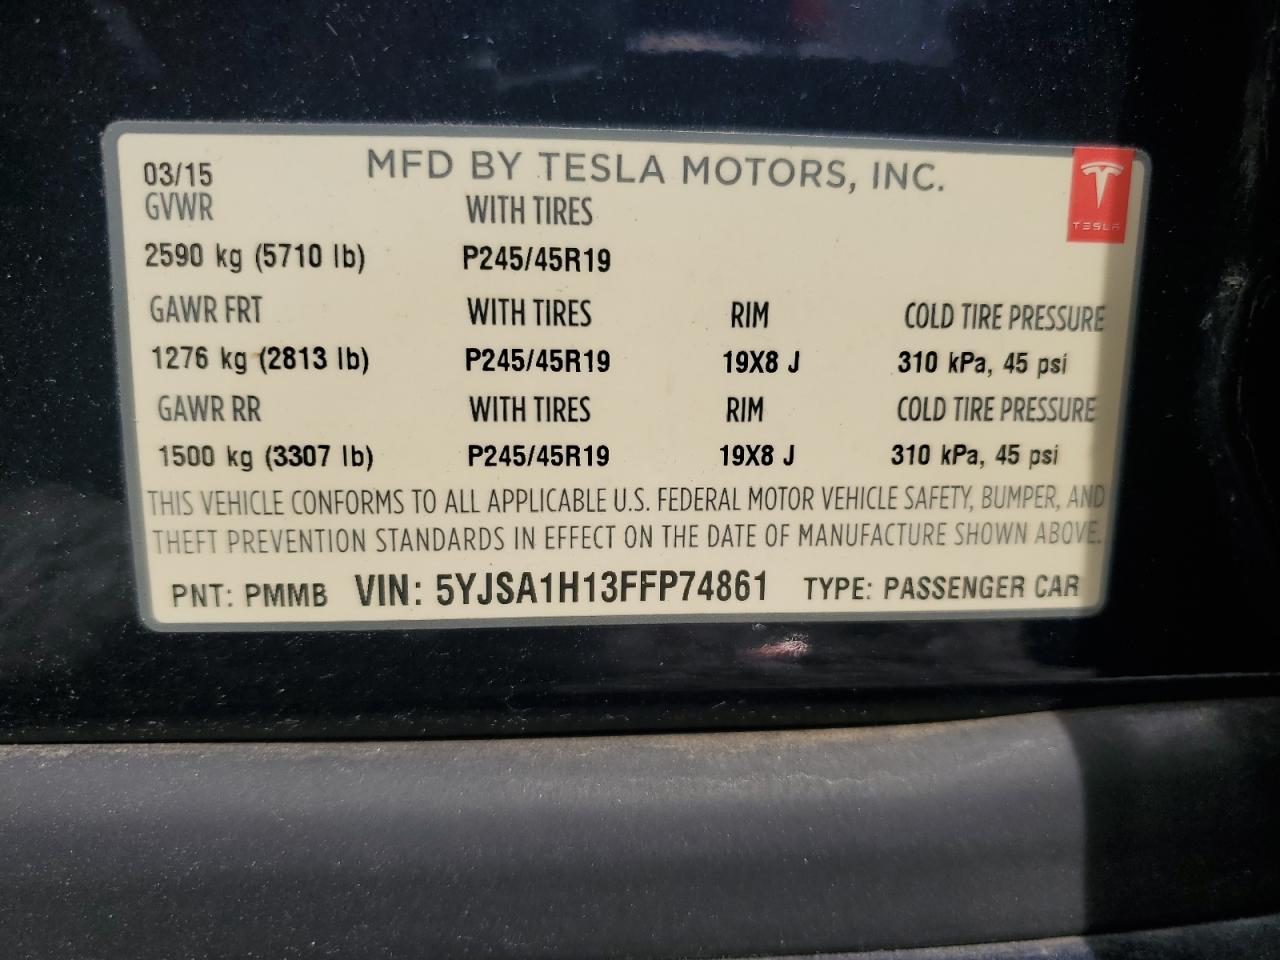 03/15 MFD BY TESLA MOTORS, INC.
TESLA
GVWR WITH TIRES
2590 kg (5710 lb) P245/45R19
GAWR FRT WITH TIRES RIM COLD TIRE PRESSURE
1276 kg (2813 lb) P245/45R19 19X8 J 310 kPa, 45 psi
GAWR RR WITH TIRES RIM COLD TIRE PRESSURE
1500 kg (3307 lb) P245/45R19 19X8 J 310 kPa, 45 psi
THIS VEHICLE CONFORMS TO ALL APPLICABLE U.S. FEDERAL MOTOR VEHICLE SAFETY, BUMPER, AND
THEFT PREVENTION STANDARDS IN EFFECT ON THE DATE OF MANUFACTURE SHOWN ABOVE.
PNT: PMMB VIN: 5YJSA1H13FFP74861 TYPE: PASSENGER CAR